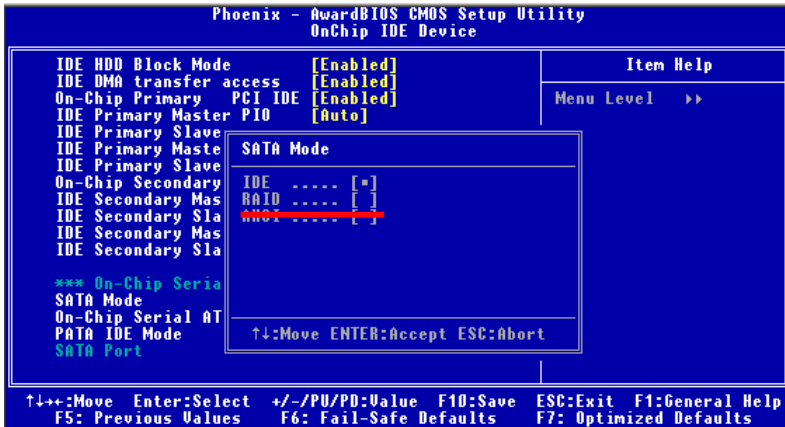 Phoenix - AwardBIOS CMOS Setup Utility
OnChip IDE Device
IDE HDD Block Mode [Enabled]
IDE DMA transfer access [Enabled]
On-Chip Primary PCI IDE [Enabled]
IDE Primary Master PIO [Auto]
IDE Primary Slave
IDE Primary Maste
IDE Primary Slave
On-Chip Secondary
IDE Secondary Mas
IDE Secondary Sla
IDE Secondary Mas
IDE Secondary Sla
*** On-Chip Seria
SATA Mode
On-Chip Serial AT
PATA IDE Mode
SATA Port
SATA Mode
IDE ..... [▪]
RAID ..... [ ]
AHCI ..... [ ]
↑↓:Move ENTER:Accept ESC:Abort
Item Help
Menu Level ▸▸
↑↓→←:Move Enter:Select +/-/PU/PD:Value F10:Save ESC:Exit F1:General Help
F5: Previous Values F6: Fail-Safe Defaults F7: Optimized Defaults